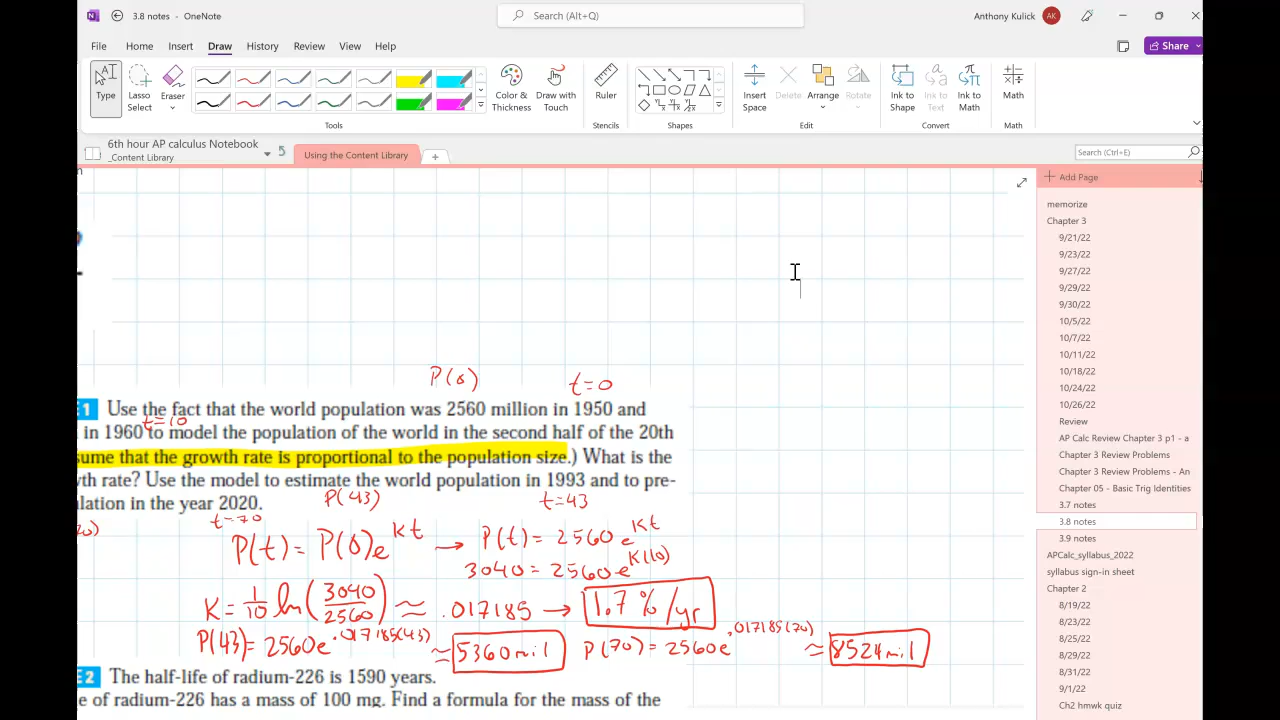 3.8 notes - OneNote
Search (Alt+Q)
Anthony Kulick
AK
File Home Insert Draw History Review View Help
Share
Type
Lasso Select
Eraser
Color & Thickness
Draw with Touch
Ruler
Insert Space
Delete
Arrange
Rotate
Ink to Shape
Ink to Text
Ink to Math
Math
Tools
Stencils
Shapes
Edit
Convert
Math
6th hour AP calculus Notebook
_Content Library
Using the Content Library
Search (Ctrl+E)
Add Page
memorize
Chapter 3
9/21/22
9/23/22
9/27/22
9/29/22
9/30/22
10/5/22
10/7/22
10/11/22
10/18/22
10/24/22
10/26/22
Review
AP Calc Review Chapter 3 p1 - a
Chapter 3 Review Problems
Chapter 3 Review Problems - An
Chapter 05 - Basic Trig Identities
3.7 notes
3.8 notes
3.9 notes
APCalc_syllabus_2022
syllabus sign-in sheet
Chapter 2
8/19/22
8/23/22
8/25/22
8/29/22
8/31/22
9/1/22
Ch2 hmwk quiz
P(0) t=0
E 1 Use the fact that the world population was 2560 million in 1950 and
t=10
in 1960 to model the population of the world in the second half of the 20th
sume that the growth rate is proportional to the population size.) What is the
vth rate? Use the model to estimate the world population in 1993 and to pre-
P(43) t=43
lation in the year 2020.
t=70
P(t) = P(0)e^kt → P(t) = 2560 e^kt
3040 = 2560 e^k(10)
K = 1/10 ln(3040/2560) ≈ .017185 → 1.7%/yr
P(43) = 2560e^.017185(43) ≈ 5360 mil P(70) = 2560e^.017185(70) ≈ 8524 mil
E 2 The half-life of radium-226 is 1590 years.
e of radium-226 has a mass of 100 mg. Find a formula for the mass of the